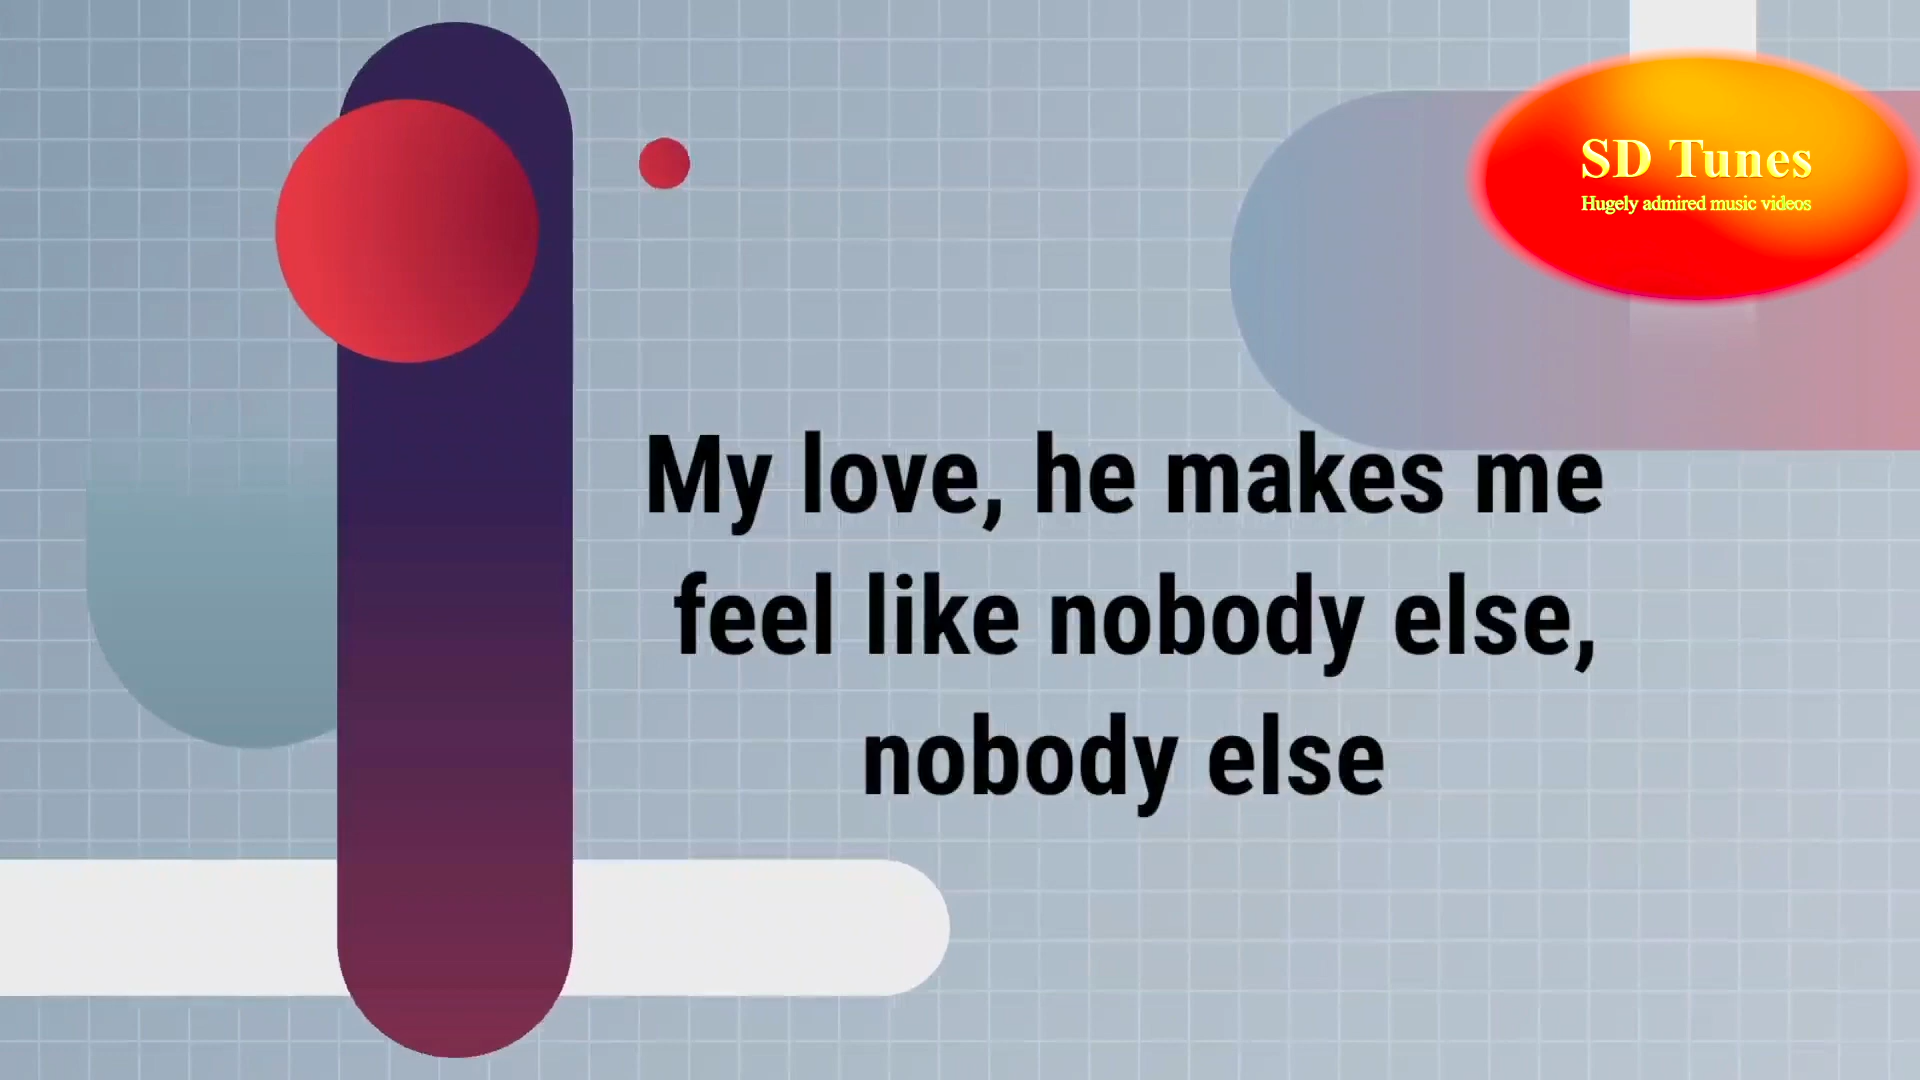 SD Tunes
Hugely admired music videos
My love, he makes me
feel like nobody else,
nobody else